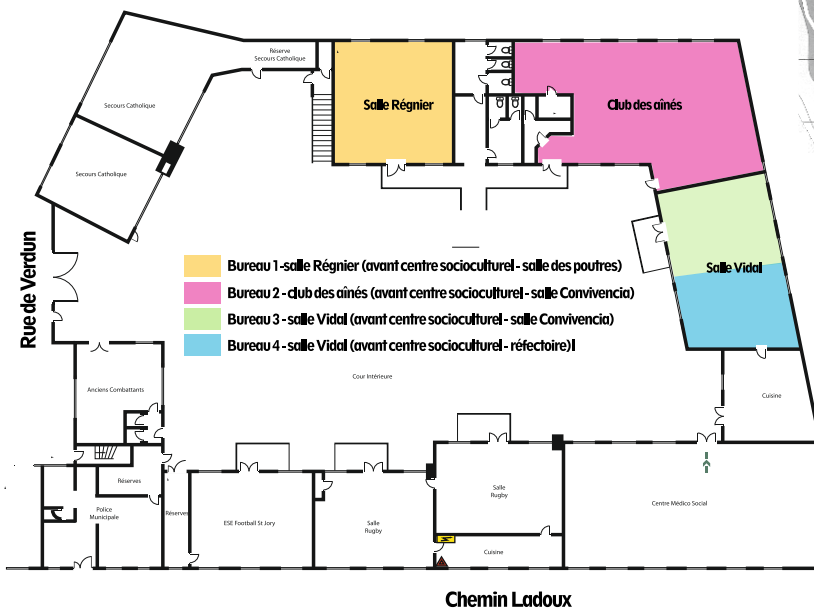 Réserve
Secours Catholique
Secours Catholique
Salle Régnier
Club des aînés
Secours Catholique
Rue de Verdun
Bureau 1 - salle Régnier (avant centre socioculturel - salle des poutres)
Bureau 2 - club des aînés (avant centre socioculturel - salle Convivencia)
Bureau 3 - salle Vidal (avant centre socioculturel - salle Convivencia)
Bureau 4 - salle Vidal (avant centre socioculturel - réfectoire)l
Salle Vidal
Cour Intérieure
Anciens Combattants
Cuisine
Réserves
Police
Municipale
Réserves
ESE Football St Jory
Salle
Rugby
Salle
Rugby
Cuisine
Centre Médico Social
Chemin Ladoux